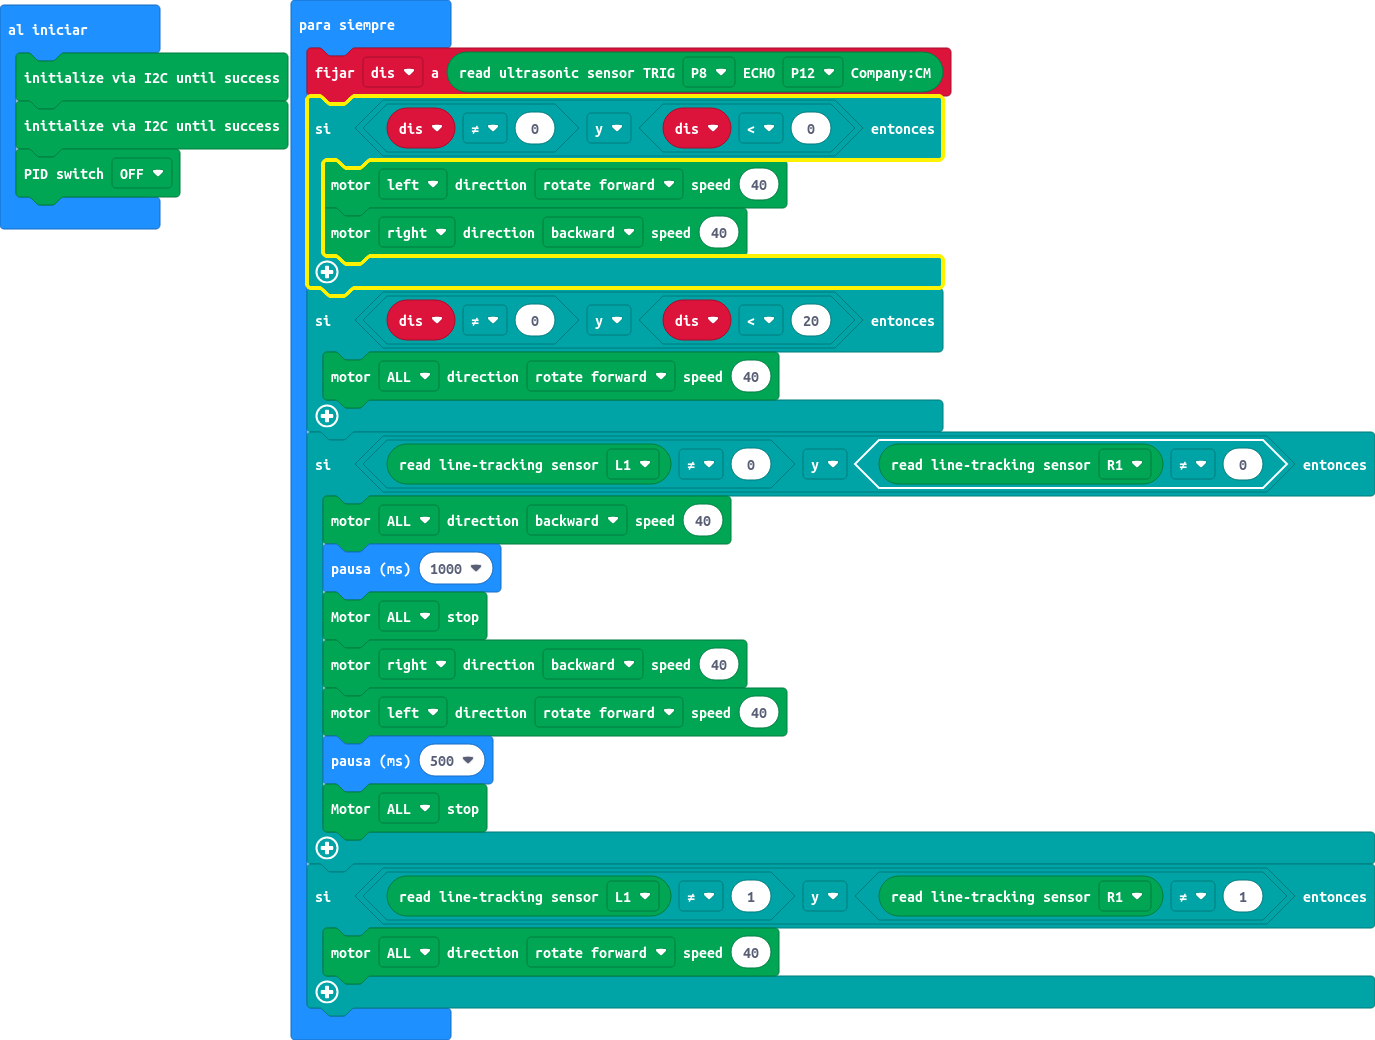 al iniciar
initialize via I2C until success
initialize via I2C until success
PID switch OFF
para siempre
fijar dis a read ultrasonic sensor TRIG P8 ECHO P12 Company:CM
si dis ≠ 0 y dis < 0 entonces
motor left direction rotate forward speed 40
motor right direction backward speed 40
si dis ≠ 0 y dis < 20 entonces
motor ALL direction rotate forward speed 40
si read line-tracking sensor L1 ≠ 0 y read line-tracking sensor R1 ≠ 0 entonces
motor ALL direction backward speed 40
pausa (ms) 1000
Motor ALL stop
motor right direction backward speed 40
motor left direction rotate forward speed 40
pausa (ms) 500
Motor ALL stop
si read line-tracking sensor L1 ≠ 1 y read line-tracking sensor R1 ≠ 1 entonces
motor ALL direction rotate forward speed 40